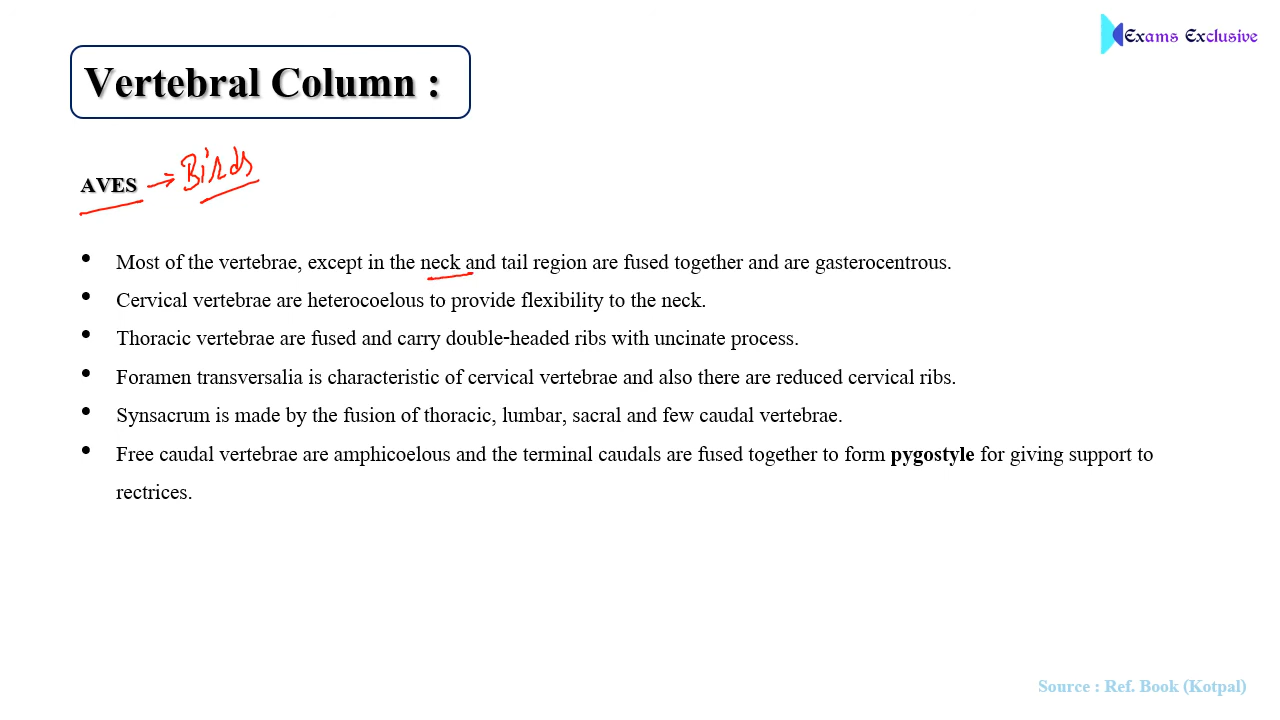 Exams Exclusive
Vertebral Column :
AVES → Birds
• Most of the vertebrae, except in the neck and tail region are fused together and are gasterocentrous.
• Cervical vertebrae are heterocoelous to provide flexibility to the neck.
• Thoracic vertebrae are fused and carry double-headed ribs with uncinate process.
• Foramen transversalia is characteristic of cervical vertebrae and also there are reduced cervical ribs.
• Synsacrum is made by the fusion of thoracic, lumbar, sacral and few caudal vertebrae.
• Free caudal vertebrae are amphicoelous and the terminal caudals are fused together to form pygostyle for giving support to
rectrices.
Source : Ref. Book (Kotpal)